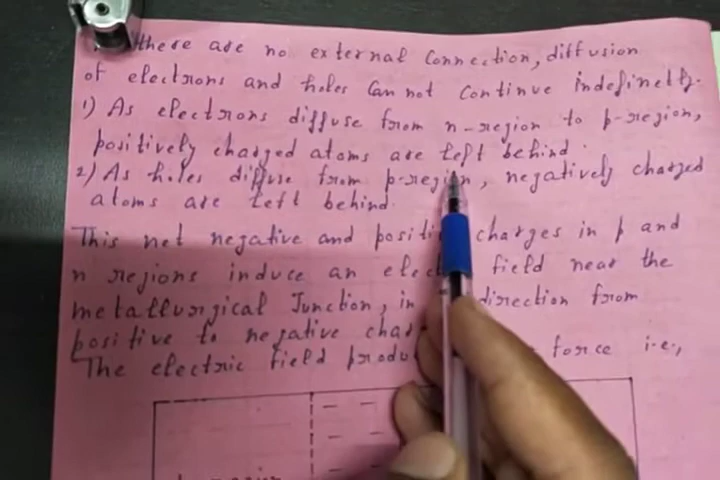 there are no external Connection, diffusion
of electrons and holes Can not Continue indefinetly.
1) As electrons diffuse from n-region to p-region,
positively charged atoms are left behind.
2) As holes diffuse from p-region, negatively charged
atoms are left behind.
This net negative and positi charges in p and
n regions induce an elec field near the
metallurgical Junction, in direction from
positive to negative char
The electric field produ force i.e.,